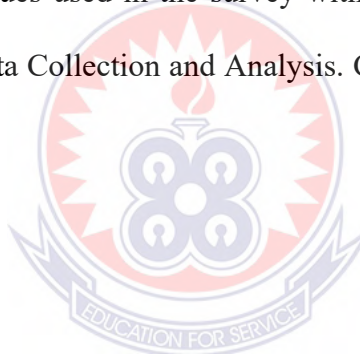 used in the survey with
ta Collection and Analysis.
EDUCATION FOR SERVICE